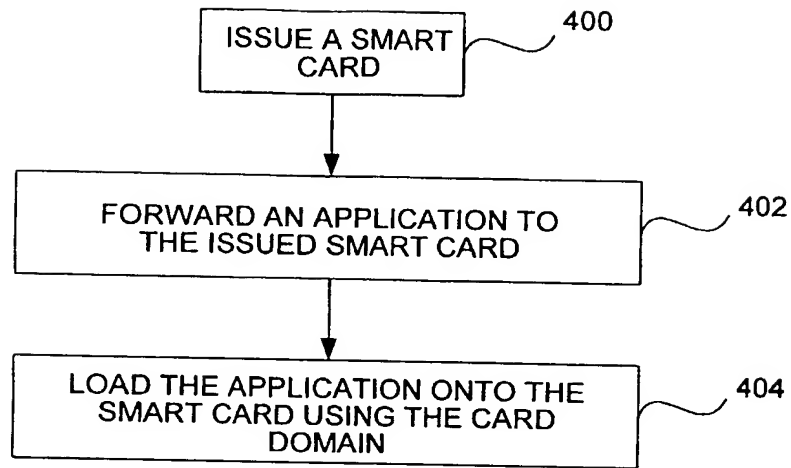 ISSUE A SMART
CARD
400
FORWARD AN APPLICATION TO
THE ISSUED SMART CARD
402
LOAD THE APPLICATION ONTO THE
SMART CARD USING THE CARD
DOMAIN
404